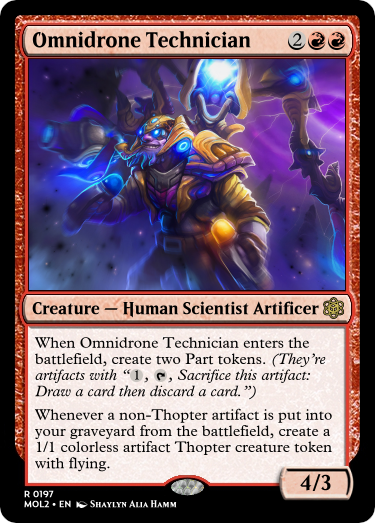 Omnidrone Technician 2
Creature — Human Scientist Artificer
When Omnidrone Technician enters the
battlefield, create two Part tokens. (They're
artifacts with “1, , Sacrifice this artifact:
Draw a card then discard a card.”)
Whenever a non-Thopter artifact is put into
your graveyard from the battlefield, create a
1/1 colorless artifact Thopter creature token
with flying.
4/3
R 0197
MOL2 • EN Shaylyn Alia Hamm